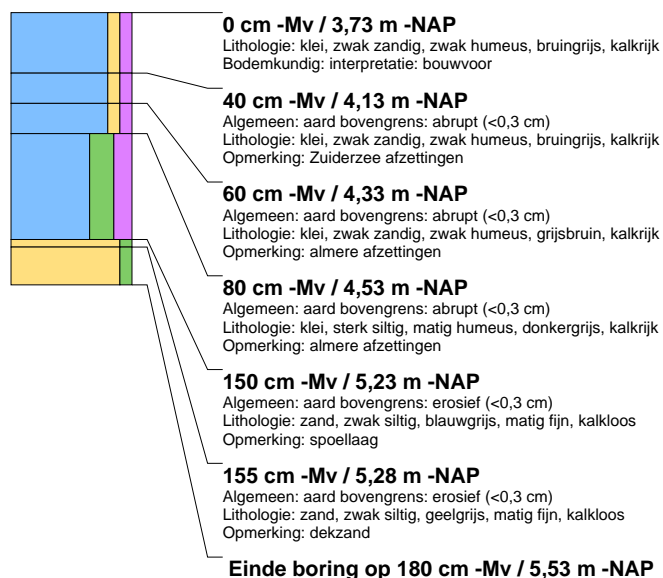 0 cm -Mv / 3,73 m -NAP
Lithologie: klei, zwak zandig, zwak humeus, bruingrijs, kalkrijk
Bodemkundig: interpretatie: bouwvoor
40 cm -Mv / 4,13 m -NAP
Algemeen: aard bovengrens: abrupt (<0,3 cm)
Lithologie: klei, zwak zandig, zwak humeus, bruingrijs, kalkrijk
Opmerking: Zuiderzee afzettingen
60 cm -Mv / 4,33 m -NAP
Algemeen: aard bovengrens: abrupt (<0,3 cm)
Lithologie: klei, zwak zandig, zwak humeus, grijsbruin, kalkrijk
Opmerking: almere afzettingen
80 cm -Mv / 4,53 m -NAP
Algemeen: aard bovengrens: abrupt (<0,3 cm)
Lithologie: klei, sterk siltig, matig humeus, donkergrijs, kalkrijk
Opmerking: almere afzettingen
150 cm -Mv / 5,23 m -NAP
Algemeen: aard bovengrens: erosief (<0,3 cm)
Lithologie: zand, zwak siltig, blauwgrijs, matig fijn, kalkloos
Opmerking: spoellaag
155 cm -Mv / 5,28 m -NAP
Algemeen: aard bovengrens: erosief (<0,3 cm)
Lithologie: zand, zwak siltig, geelgrijs, matig fijn, kalkloos
Opmerking: dekzand
Einde boring op 180 cm -Mv / 5,53 m -NAP